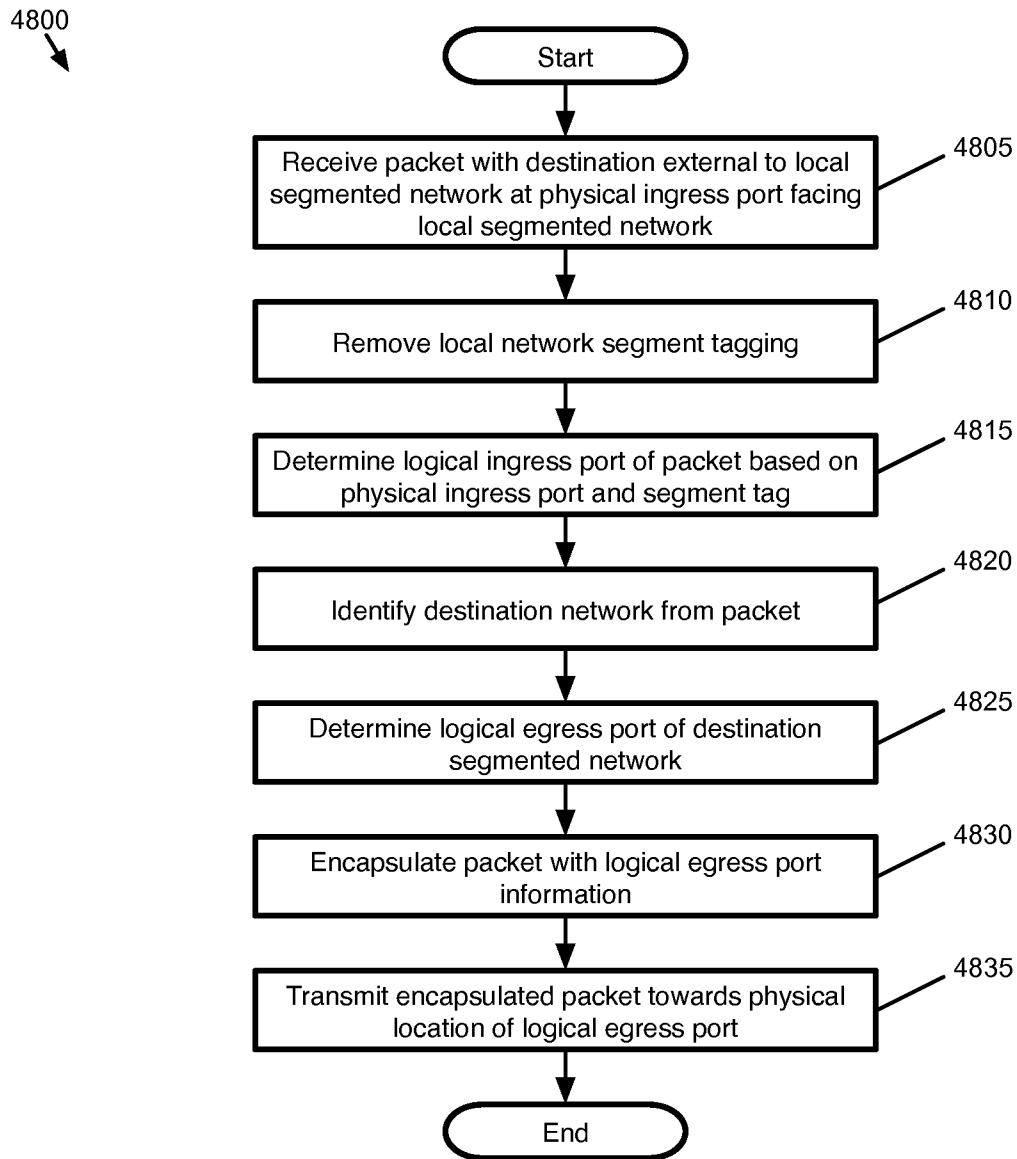 4800
Start
Receive packet with destination external to local
segmented network at physical ingress port facing
local segmented network
4805
Remove local network segment tagging
4810
Determine logical ingress port of packet based on
physical ingress port and segment tag
4815
Identify destination network from packet
4820
Determine logical egress port of destination
segmented network
4825
Encapsulate packet with logical egress port
information
4830
Transmit encapsulated packet towards physical
location of logical egress port
4835
End